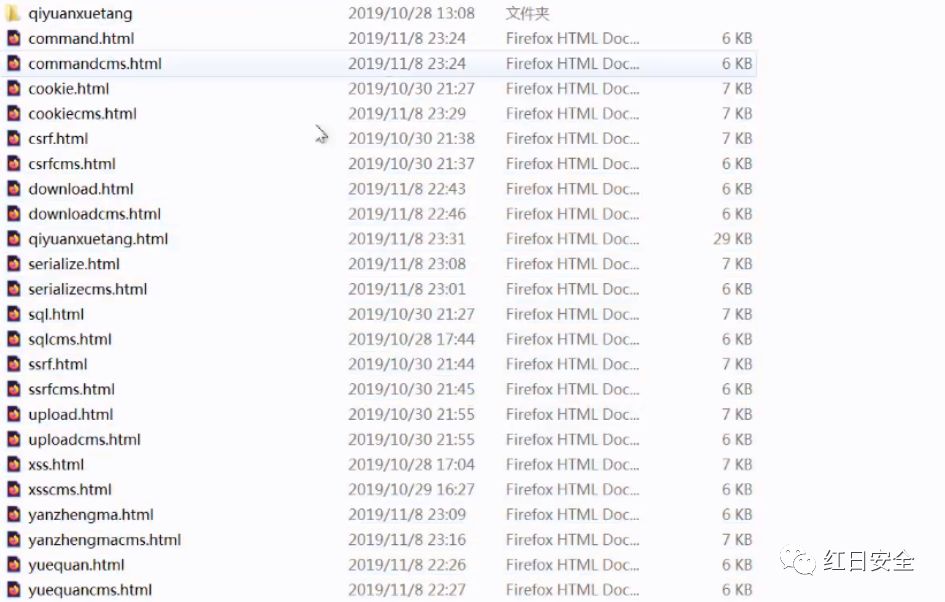 qiyuanxuetang 2019/10/28 13:08 文件夹
command.html 2019/11/8 23:24 Firefox HTML Doc... 6 KB
commandcms.html 2019/11/8 23:24 Firefox HTML Doc... 6 KB
cookie.html 2019/10/30 21:27 Firefox HTML Doc... 7 KB
cookiecms.html 2019/11/8 23:29 Firefox HTML Doc... 7 KB
csrf.html 2019/10/30 21:38 Firefox HTML Doc... 7 KB
csrfcms.html 2019/10/30 21:37 Firefox HTML Doc... 6 KB
download.html 2019/11/8 22:43 Firefox HTML Doc... 6 KB
downloadcms.html 2019/11/8 22:46 Firefox HTML Doc... 6 KB
qiyuanxuetang.html 2019/11/8 23:31 Firefox HTML Doc... 29 KB
serialize.html 2019/11/8 23:08 Firefox HTML Doc... 7 KB
serializecms.html 2019/11/8 23:01 Firefox HTML Doc... 7 KB
sql.html 2019/10/30 21:27 Firefox HTML Doc... 7 KB
sqlcms.html 2019/10/28 17:44 Firefox HTML Doc... 6 KB
ssrf.html 2019/10/30 21:44 Firefox HTML Doc... 7 KB
ssrfcms.html 2019/10/30 21:45 Firefox HTML Doc... 6 KB
upload.html 2019/10/30 21:55 Firefox HTML Doc... 7 KB
uploadcms.html 2019/10/30 21:55 Firefox HTML Doc... 6 KB
xss.html 2019/10/28 17:04 Firefox HTML Doc... 7 KB
xsscms.html 2019/10/29 16:27 Firefox HTML Doc... 6 KB
yanzhengma.html 2019/11/8 23:09 Firefox HTML Doc... 6 KB
yanzhengmacms.html 2019/11/8 23:16 Firefox HTML Doc... 7 KB
yuequan.html 2019/11/8 22:26 Firefox HTML Doc... 6 KB
yuequancms.html 2019/11/8 22:27 Firefox HTML Doc... 6 KB
红日安全